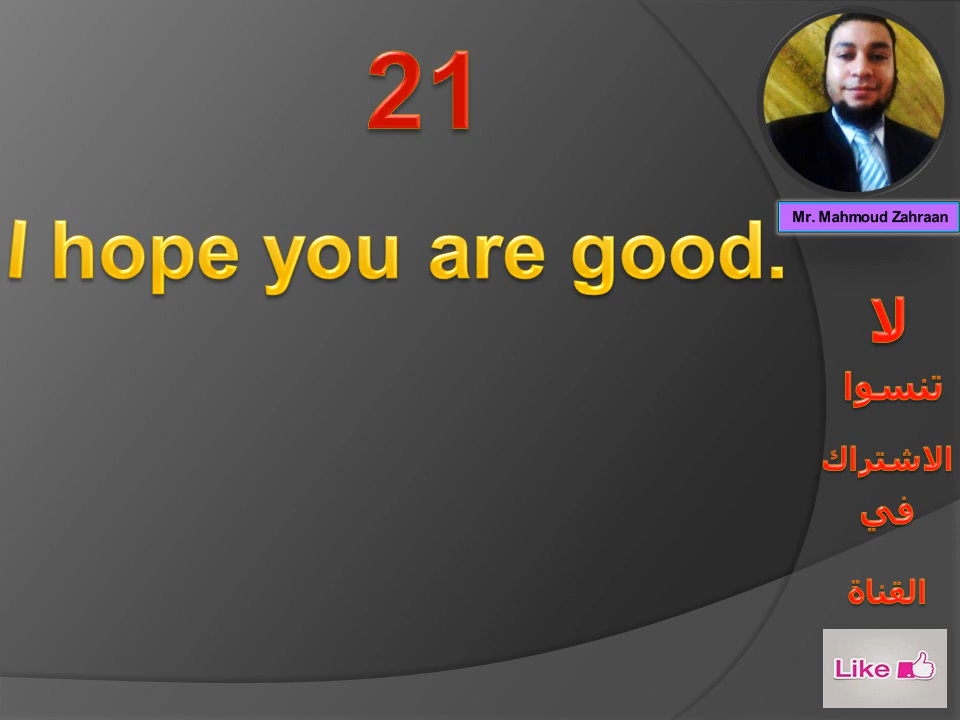 21
I hope you are good.
Mr. Mahmoud Zahraan
لا
تنسوا
الاشتراك
في
القناة
Like